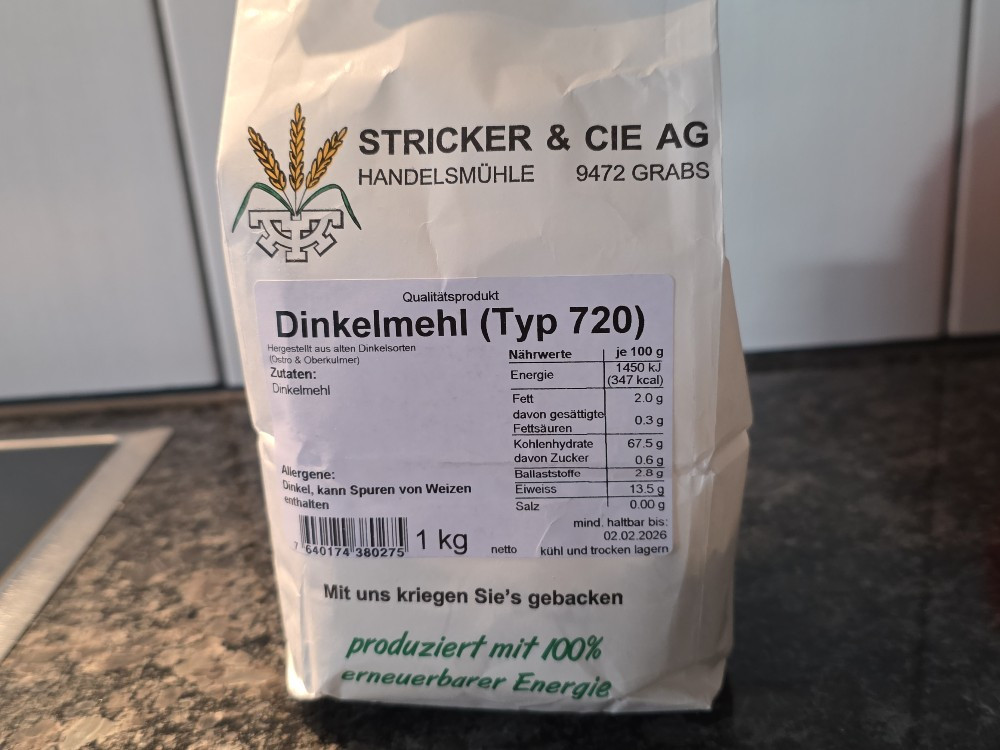 STRICKER & CIE AG
HANDELSMÜHLE 9472 GRABS
Qualitätsprodukt
Dinkelmehl (Typ 720)
Hergestellt aus alten Dinkelsorten
(Ostro & Oberkulmer)
Zutaten:
Dinkelmehl
Nährwerte je 100 g
Energie 1450 kJ
(347 kcal)
Fett 2.0 g
davon gesättigte
Fettsäuren 0.3 g
Kohlenhydrate 67.5 g
davon Zucker 0.6 g
Ballaststoffe 2.8 g
Eiweiss 13.5 g
Salz 0.00 g
Allergene:
Dinkel, kann Spuren von Weizen
enthalten
mind. haltbar bis:
02.02.2026
7 640174 380275 1 kg netto kühl und trocken lagern
Mit uns kriegen Sie's gebacken
produziert mit 100%
erneuerbarer Energie